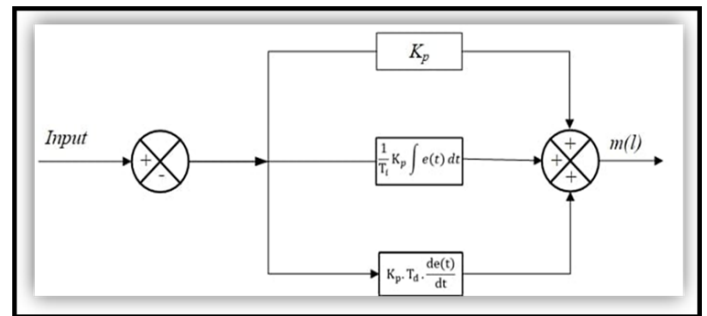 K_p
Input
+
-
1/T_i K_p ∫ e(t) dt
+
+
+
m(l)
K_p. T_d. de(t)/dt